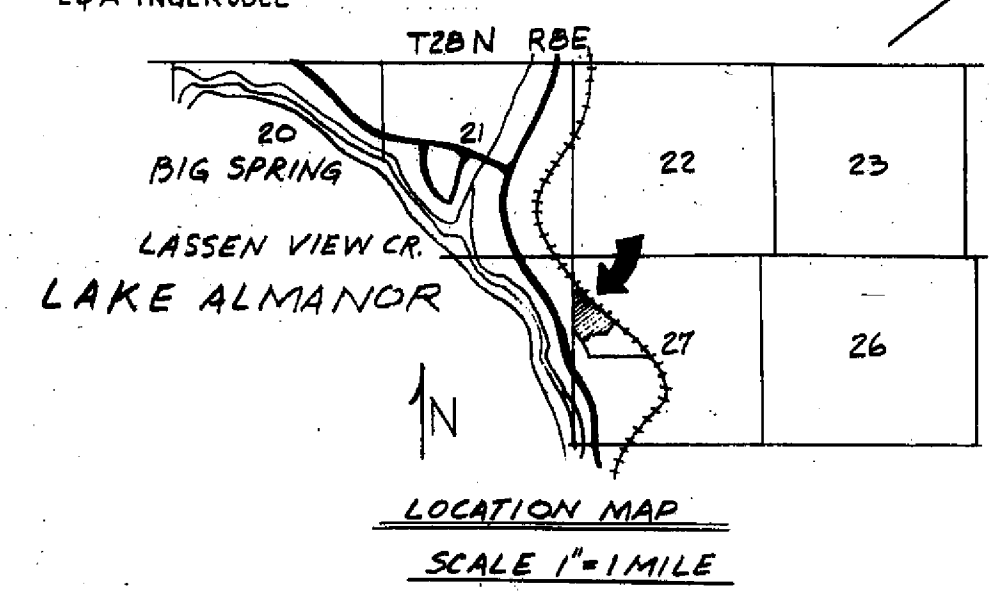 T28N R8E
20
21
22
23
BIG SPRING
LASSEN VIEW CR.
LAKE ALMANOR
27
26
N
LOCATION MAP
SCALE 1"=1 MILE